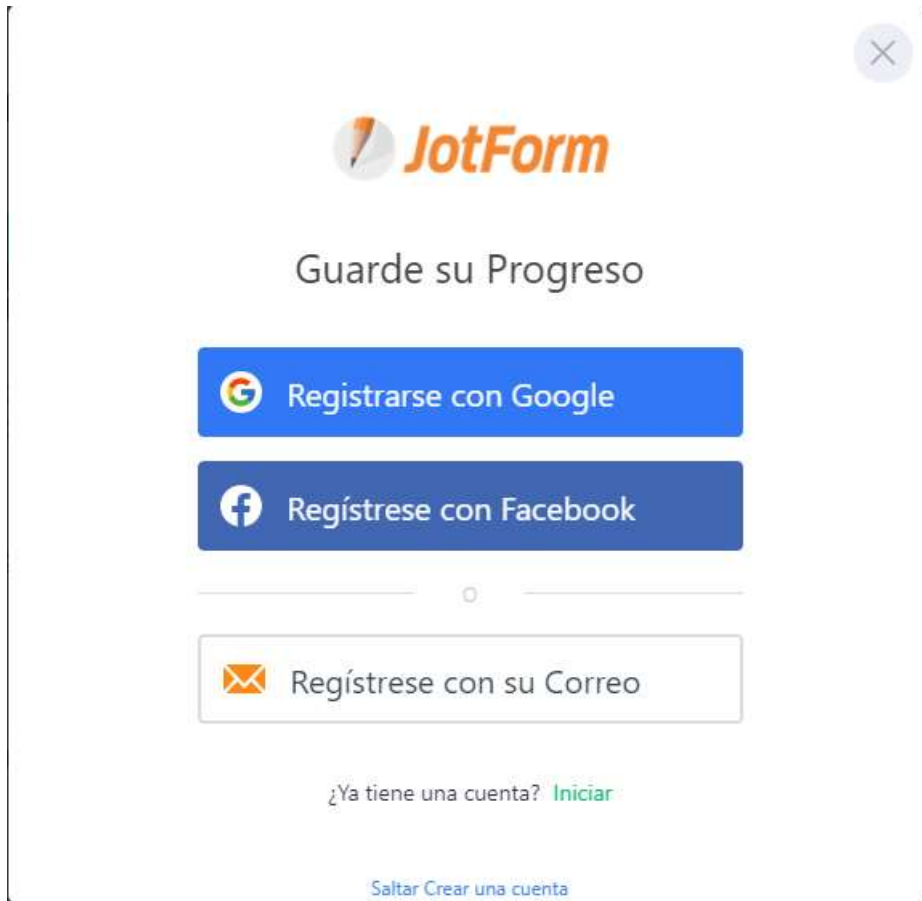 JotForm
Guarde su Progreso
Registrarse con Google
Regístrese con Facebook
o
Regístrese con su Correo
¿Ya tiene una cuenta? Iniciar
Saltar Crear una cuenta